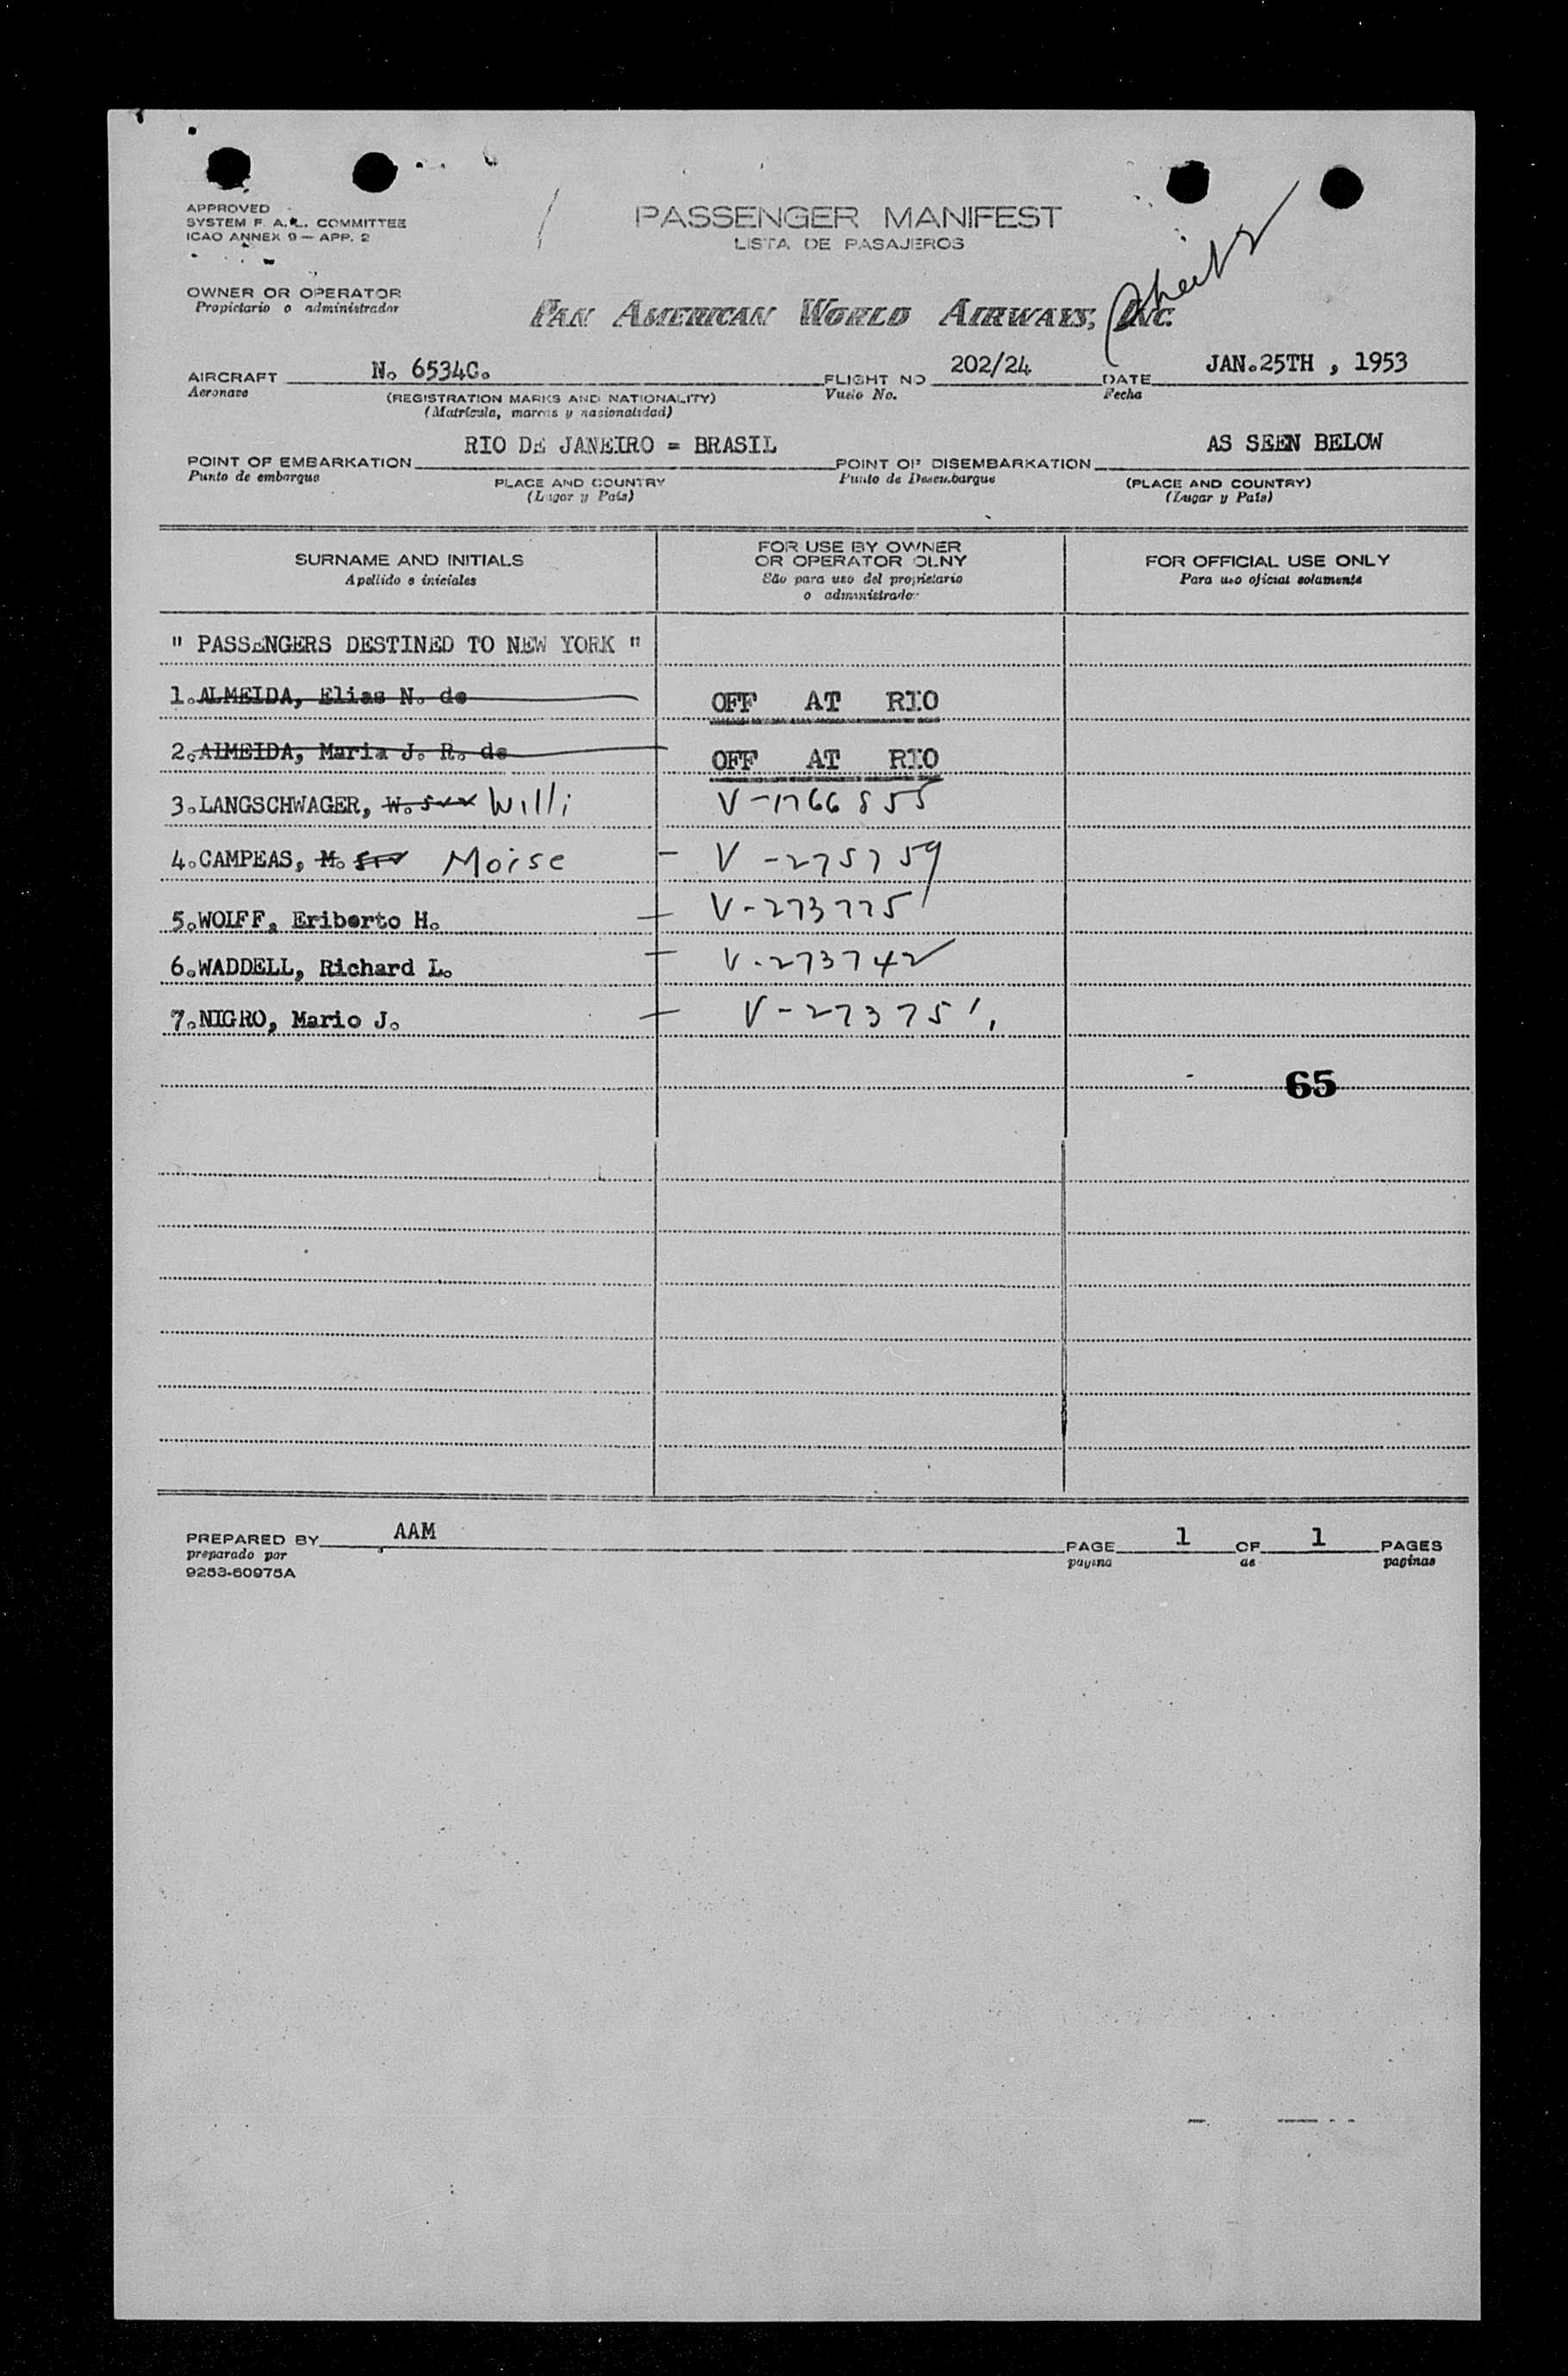 APPROVED
SYSTEM F. A. L. COMMITTEE
ICAO ANNEX 9 — APP. 2
PASSENGER MANIFEST
LISTA DE PASAJEROS
OWNER OR OPERATOR
Propietario o administrador
PAN AMERICAN WORLD AIRWAYS, INC.
AIRCRAFT No 6534C. FLIGHT NO 202/24 DATE JAN.25TH , 1953
Aeronave (REGISTRATION MARKS AND NATIONALITY) Vuelo No. Fecha
(Matrícula, marcas y nacionalidad)
POINT OF EMBARKATION RIO DE JANEIRO = BRASIL POINT OF DISEMBARKATION AS SEEN BELOW
Punto de embarque PLACE AND COUNTRY Punto de Desembarque (PLACE AND COUNTRY)
(Lugar y País) (Lugar y País)
SURNAME AND INITIALS
Apellido e iniciales
FOR USE BY OWNER
OR OPERATOR OLNY
São para uso del proprietario
o administrador
FOR OFFICIAL USE ONLY
Para uso oficial solamente
" PASSENGERS DESTINED TO NEW YORK "
1.ALMEIDA, Elias N. de OFF AT RIO
2.ALMEIDA, Maria J. R. de OFF AT RIO
3.LANGSCHWAGER, W. Willi V-1766855
4.CAMPEAS, M. Moise — V-275759
5.WOLFF, Eriberto H. — V-273775
6.WADDELL, Richard L. — V-273742
7.NIGRO, Mario J. — V-273751
65
PREPARED BY AAM PAGE 1 OF 1 PAGES
preparado por pagina de paginas
9253-60975A